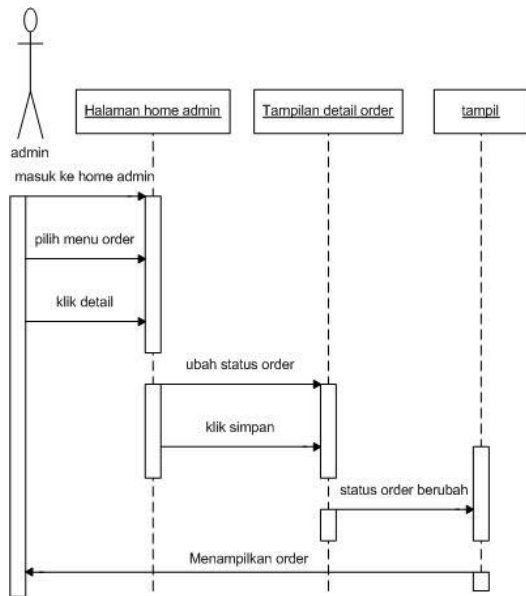 Halaman home admin
Tampilan detail order
tampil
admin
masuk ke home admin
pilih menu order
klik detail
ubah status order
klik simpan
status order berubah
Menampilkan order